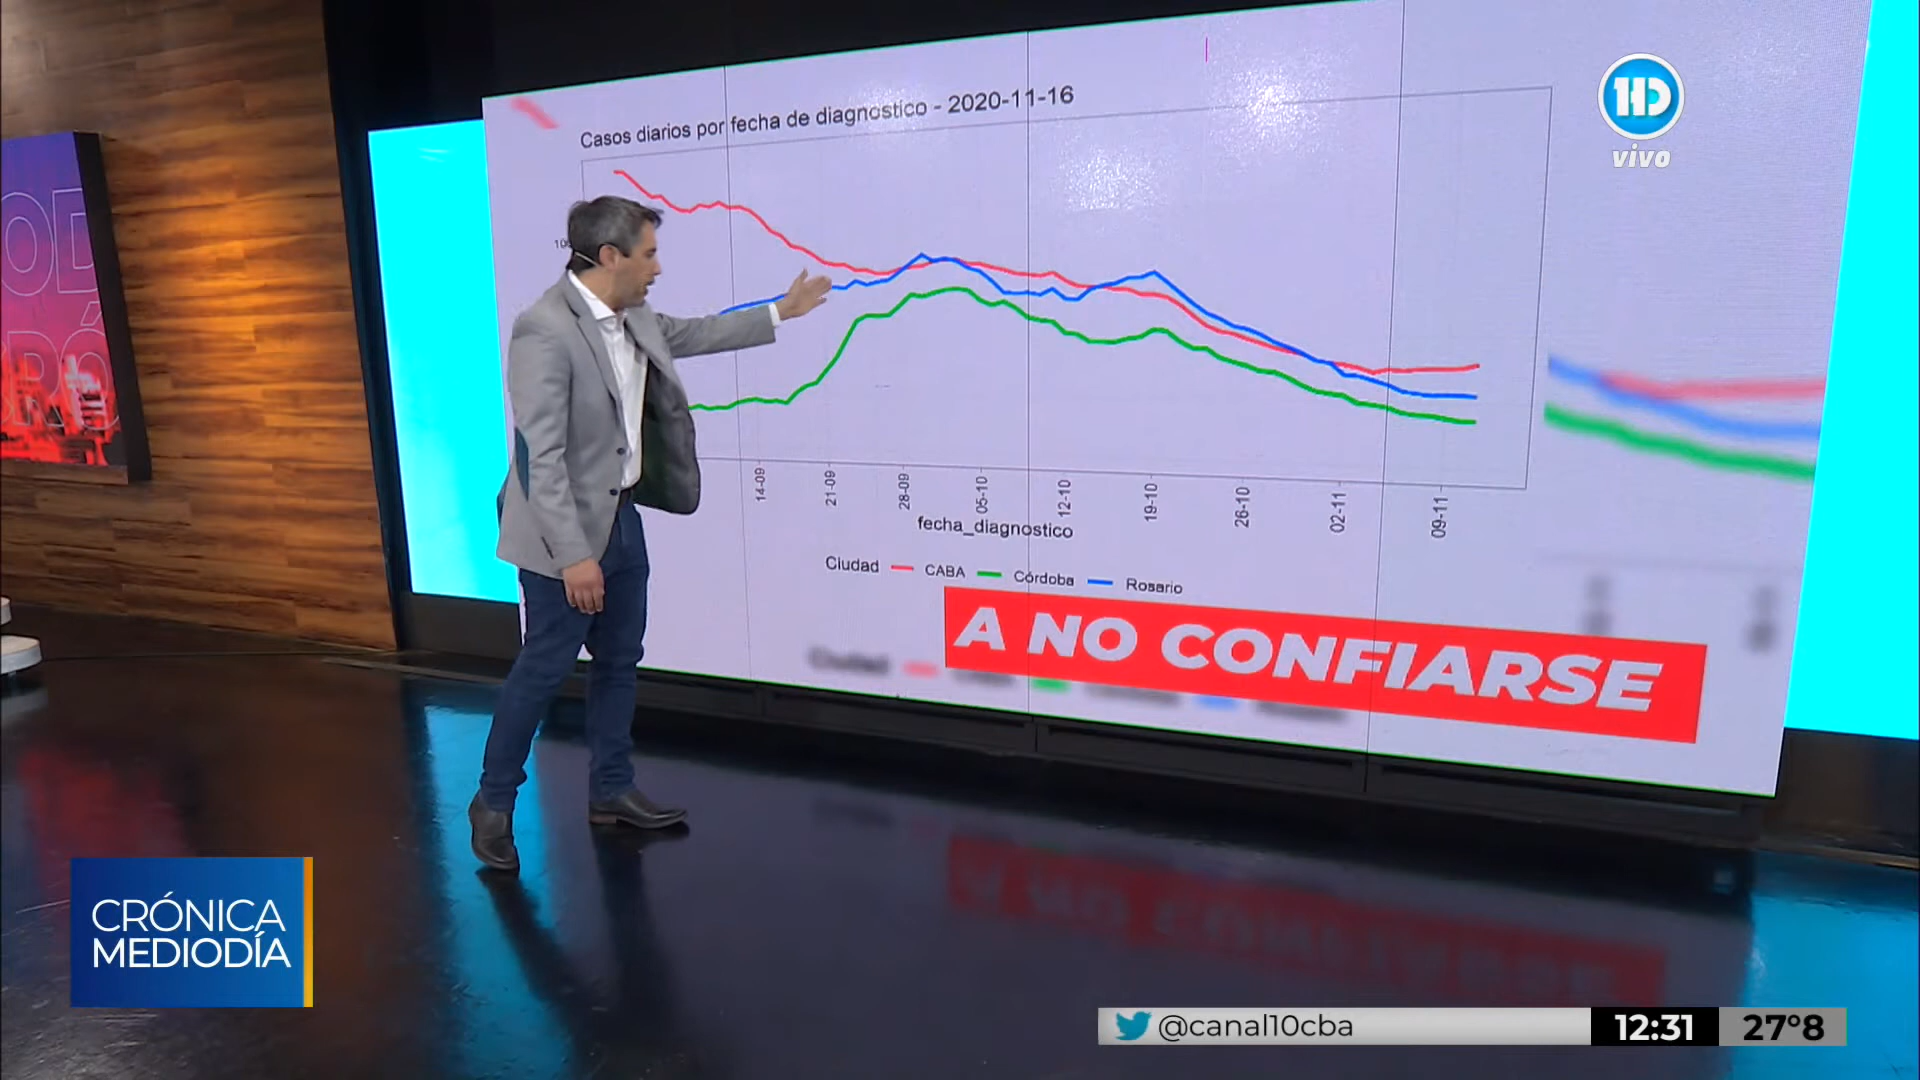 Casos diarios por fecha de diagnostico - 2020-11-16
14-09
21-09
28-09
05-10
12-10
19-10
26-10
02-11
09-11
fecha_diagnostico
Ciudad CABA Córdoba Rosario
A NO CONFIARSE
10
vivo
CRÓNICA
MEDIODÍA
@canal10cba 12:31 27°8